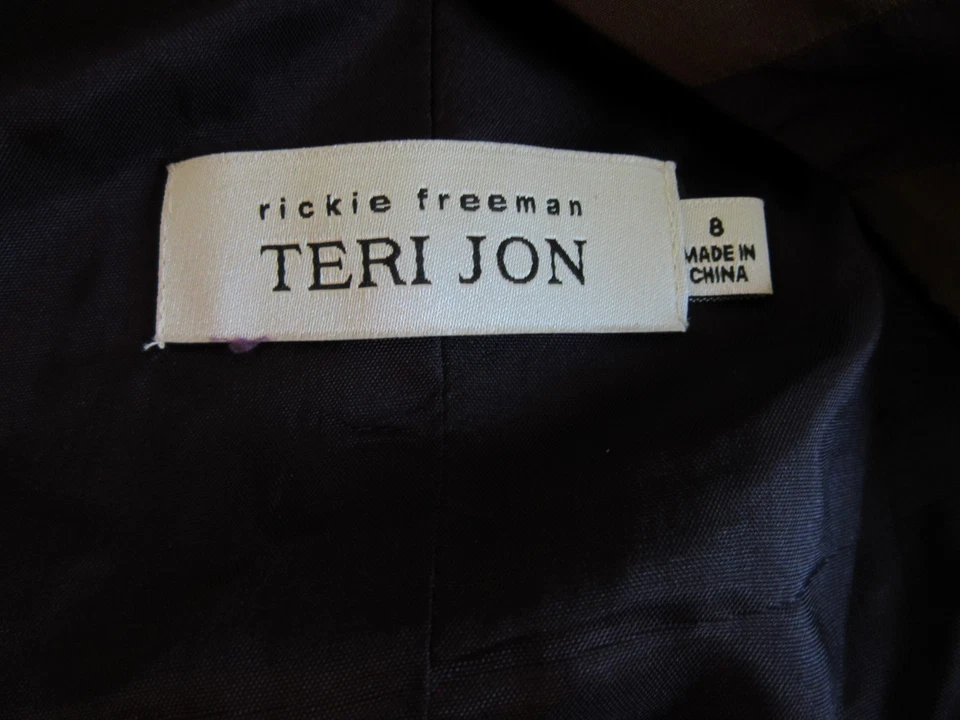 rickie freeman
TERI JON
8
MADE IN
CHINA